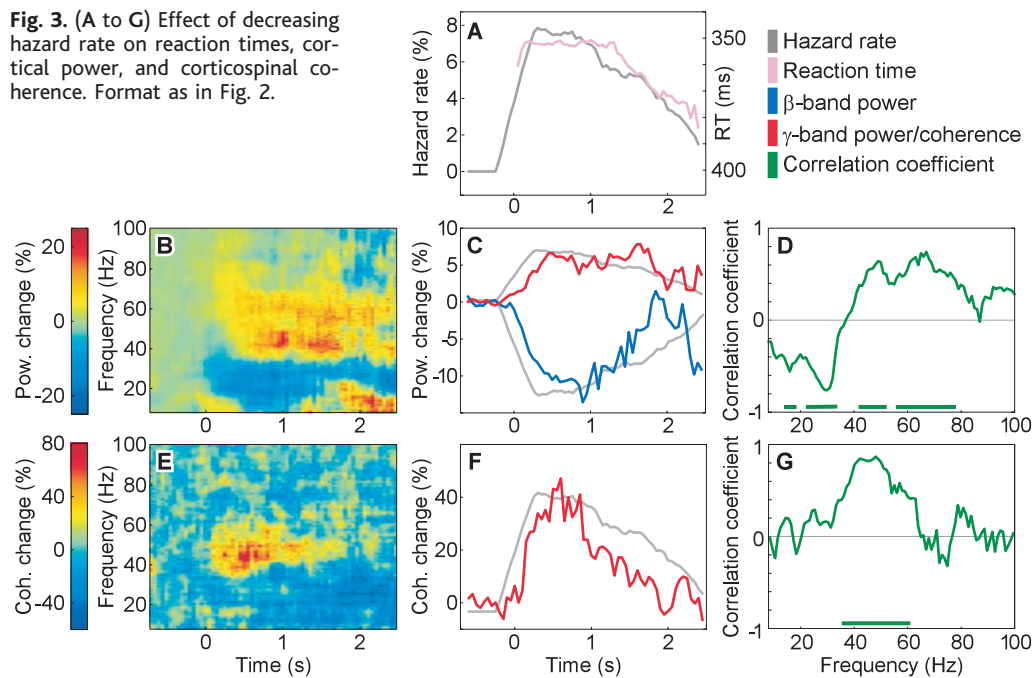 Fig. 3. (A to G) Effect of decreasing
hazard rate on reaction times, cor-
tical power, and corticospinal co-
herence. Format as in Fig. 2.
A
Hazard rate (%)
8
6
4
2
0
350
RT (ms)
400
0 1 2
Hazard rate
Reaction time
β-band power
γ-band power/coherence
Correlation coefficient
Pow. change (%)
20
0
-20
B
Frequency (Hz)
100
80
60
40
20
C
Pow. change (%)
10
5
0
-5
-10
D
Correlation coefficient
1
0
-1
20 40 60 80 100
Coh. change (%)
80
40
0
-40
E
Frequency (Hz)
100
80
60
40
20
0 1 2
Time (s)
F
Coh. change (%)
40
20
0
0 1 2
Time (s)
G
Correlation coefficient
1
0
-1
20 40 60 80 100
Frequency (Hz)